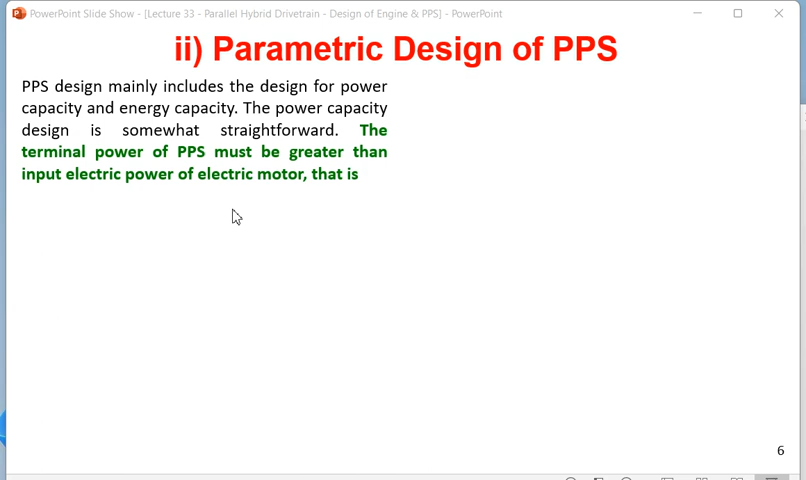 PowerPoint Slide Show - [Lecture 33 - Parallel Hybrid Drivetrain - Design of Engine & PPS] - PowerPoint
ii) Parametric Design of PPS
PPS design mainly includes the design for power
capacity and energy capacity. The power capacity
design is somewhat straightforward. The
terminal power of PPS must be greater than
input electric power of electric motor, that is
6